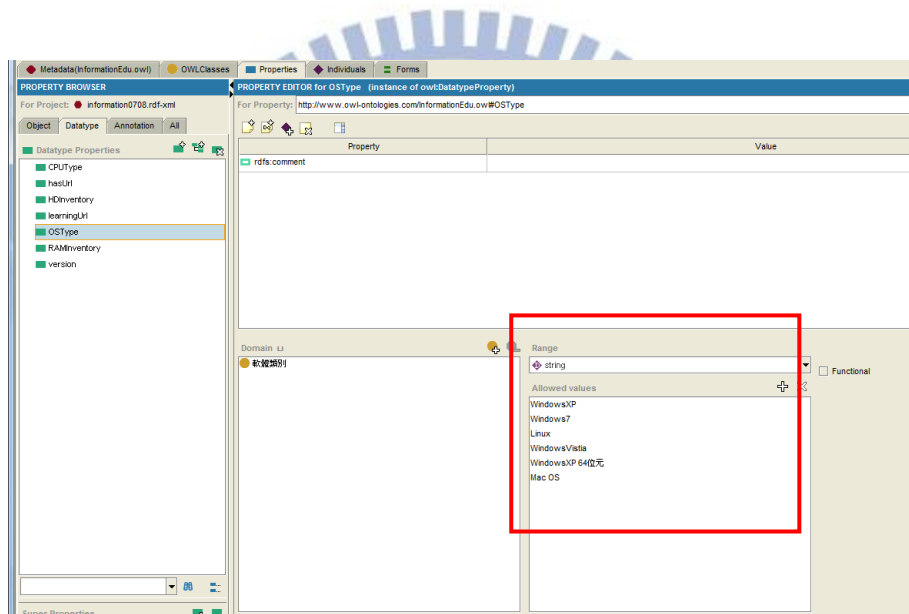 Metadata(InformationEdu.owl) OWLClasses Properties Individuals Forms
PROPERTY BROWSER
For Project: information0708.rdf-xml
Object Datatype Annotation All
Datatype Properties
CPUType
hasUrl
HDInventory
learningUrl
OSType
RAMInventory
version
Super Properties
PROPERTY EDITOR for OSType (instance of owl:DatatypeProperty)
For Property: http://www.owl-ontologies.com/InformationEdu.owl#OSType
Property Value
rdfs:comment
Domain
軟體類別
Range
string
Functional
Allowed values
WindowsXP
Windows7
Linux
WindowsVistia
WindowsXP 64位元
Mac OS